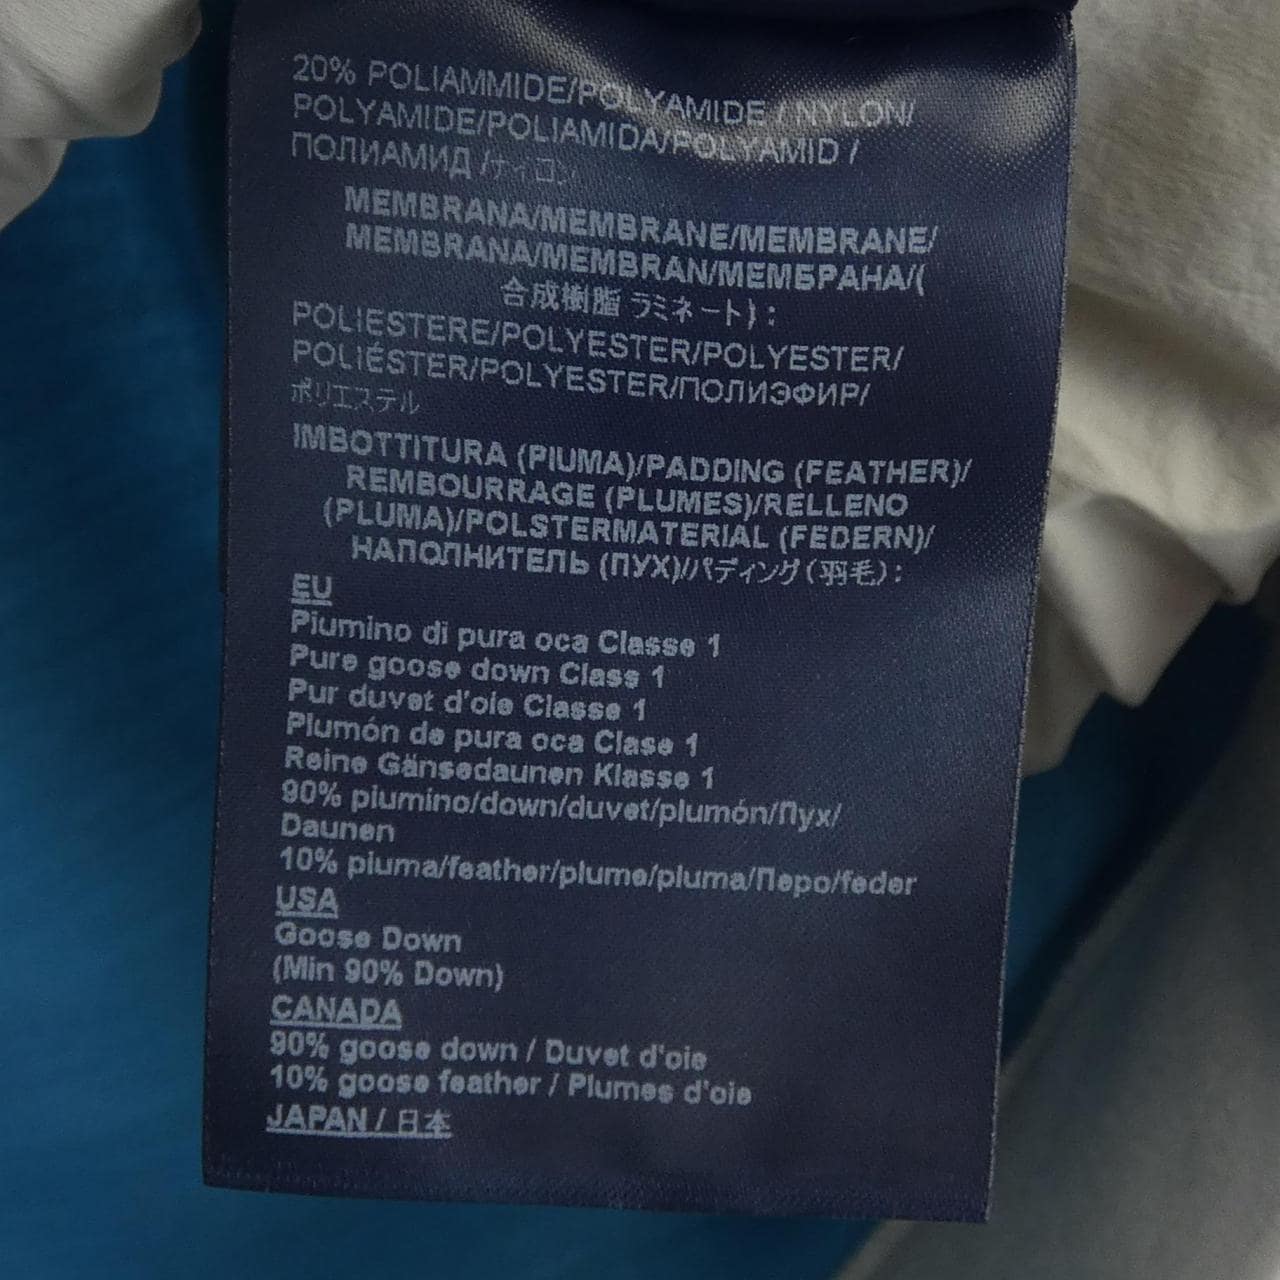 20% POLIAMMIDE/POLYAMIDE / NYLON/
POLYAMIDE/POLIAMIDA/POLYAMID /
ПОЛИАМИД /ナイロン
MEMBRANA/MEMBRANE/MEMBRANE/
MEMBRANA/MEMBRAN/МЕМБРАНА/(
合成樹脂 ラミネート) :
POLIESTERE/POLYESTER/POLYESTER/
POLIÉSTER/POLYESTER/ПОЛИЭФИР/
ポリエステル
IMBOTTITURA (PIUMA)/PADDING (FEATHER)/
REMBOURRAGE (PLUMES)/RELLENO
(PLUMA)/POLSTERMATERIAL (FEDERN)/
НАПОЛНИТЕЛЬ (ПУХ)/パディング (羽毛) :
EU
Piumino di pura oca Classe 1
Pure goose down Class 1
Pur duvet d'oie Classe 1
Plumón de pura oca Clase 1
Reine Gänsedaunen Klasse 1
90% piumino/down/duvet/plumón/Пух/
Daunen
10% piuma/feather/plume/pluma/Перо/feder
USA
Goose Down
(Min 90% Down)
CANADA
90% goose down / Duvet d'oie
10% goose feather / Plumes d'oie
JAPAN / 日本